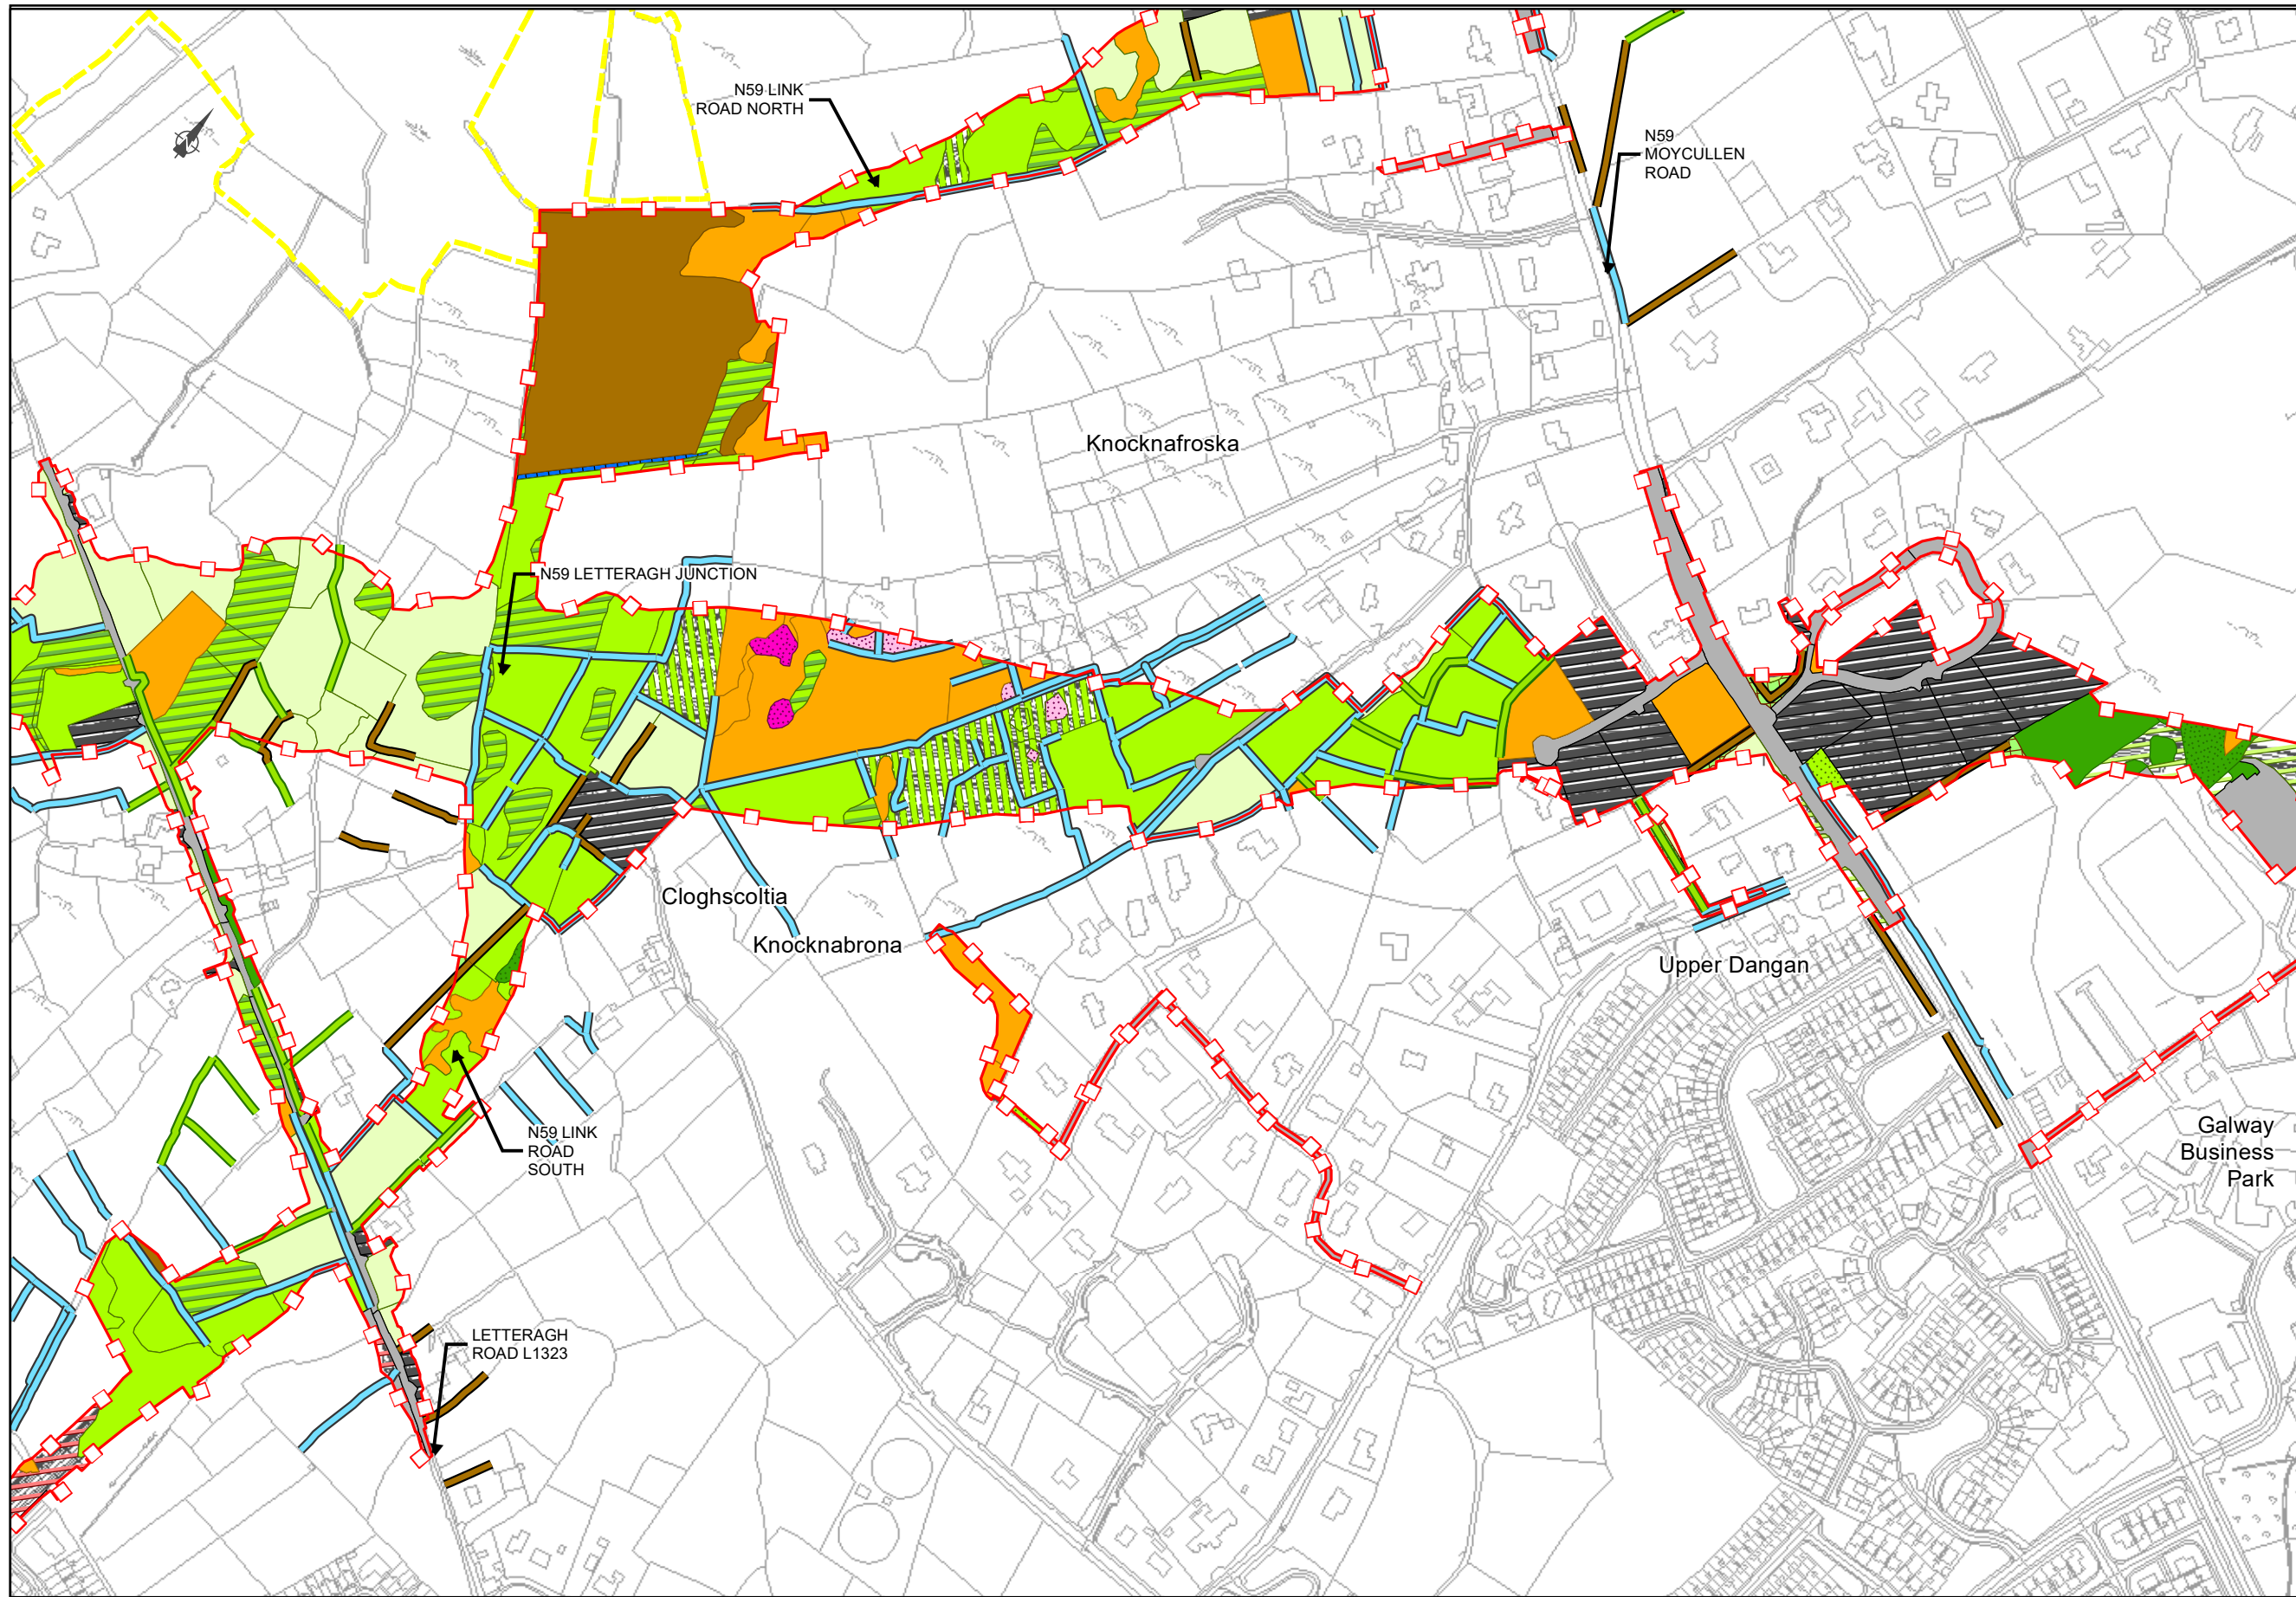 N59 LINK
ROAD NORTH
N59
MOYCULLEN
ROAD
Knocknafroska
N59 LETTERAGH JUNCTION
Cloghscoltia
Knocknabrona
Upper Dangan
N59 LINK
ROAD
SOUTH
Galway
Business
Park
LETTERAGH
ROAD L1323